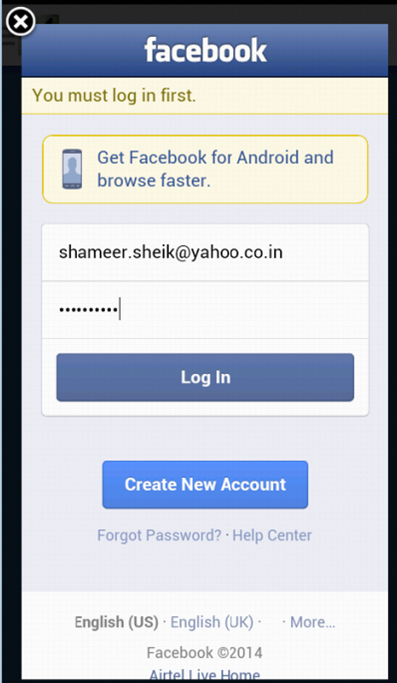 facebook
You must log in first.
Get Facebook for Android and
browse faster.
shameer.sheik@yahoo.co.in
••••••••••
Log In
Create New Account
Forgot Password? · Help Center
English (US) · English (UK) · · More...
Facebook ©2014
Airtel Live Home